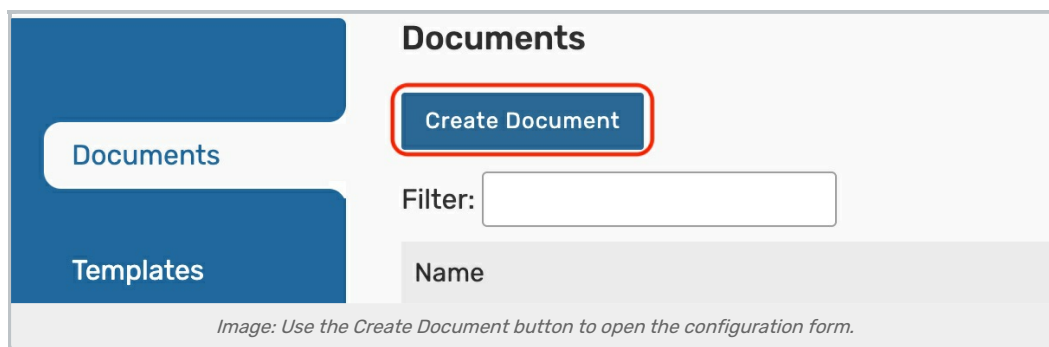 Documents
Create Document
Documents
Filter:
Templates
Name
Image: Use the Create Document button to open the configuration form.